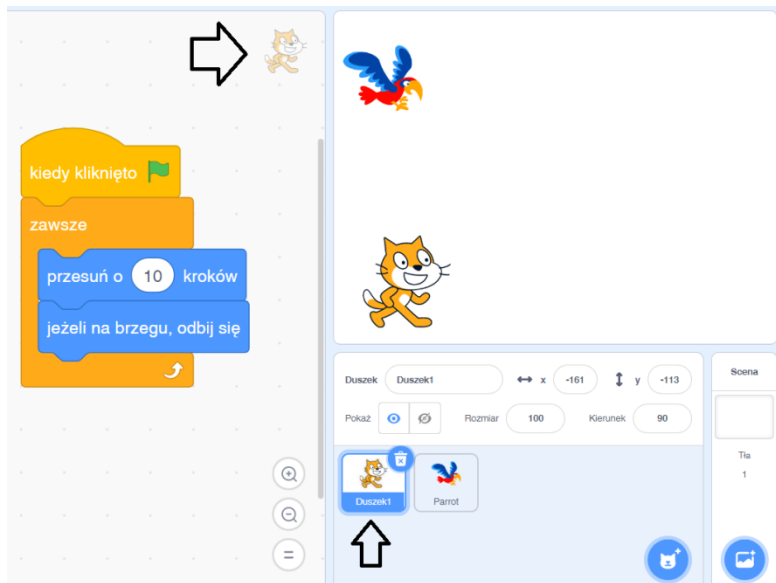 kiedy kliknięto
zawsze
przesuń o 10 kroków
jeżeli na brzegu, odbij się
Duszek Duszek1 x -161 y -113
Pokaż Rozmiar 100 Kierunek 90
Duszek1 Parrot
Scena
Tła
1